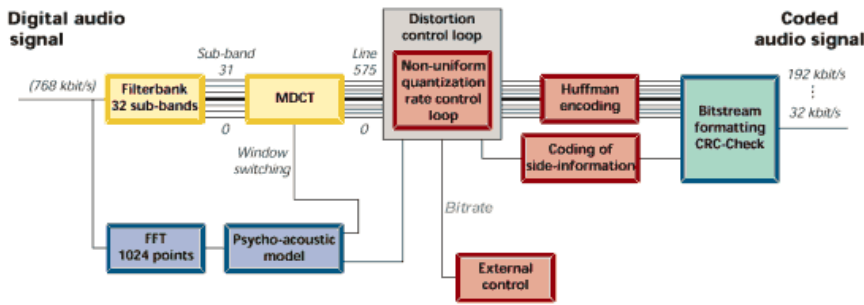 Digital audio
signal
Distortion
control loop
Coded
audio signal
Sub-band
31
Line
575
(768 kbit/s)
Filterbank
32 sub-bands
MDCT
Non-uniform
quantization
rate control
loop
Huffman
encoding
192 kbit/s
⋮
32 kbit/s
Bitstream
formatting
CRC-Check
0
0
Window
switching
Coding of
side-information
Bitrate
FFT
1024 points
Psycho-acoustic
model
External
control